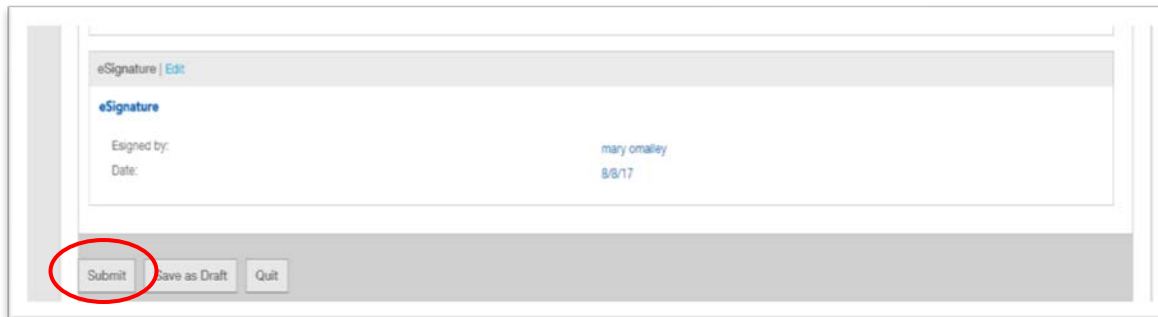 eSignature | Edit
eSignature
Esigned by: mary omalley
Date: 8/8/17
Submit Save as Draft Quit